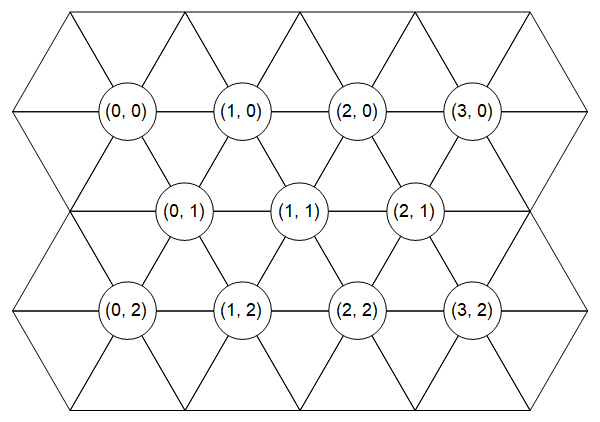 (0, 0) (1, 0) (2, 0) (3, 0)
(0, 1) (1, 1) (2, 1)
(0, 2) (1, 2) (2, 2) (3, 2)